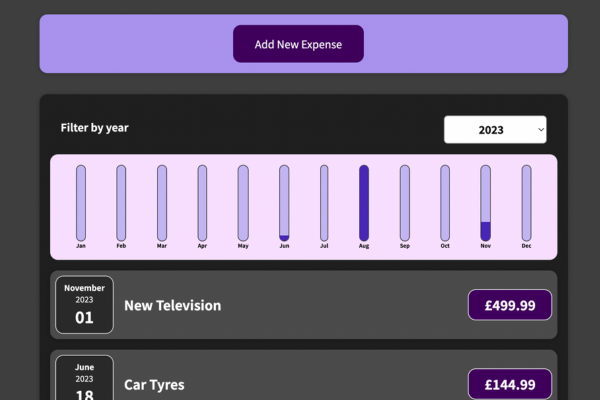 Add New Expense
Filter by year
2023
Jan Feb Mar Apr May Jun Jul Aug Sep Oct Nov Dec
November
2023
01
New Television
£499.99
June
2023
18
Car Tyres
£144.99